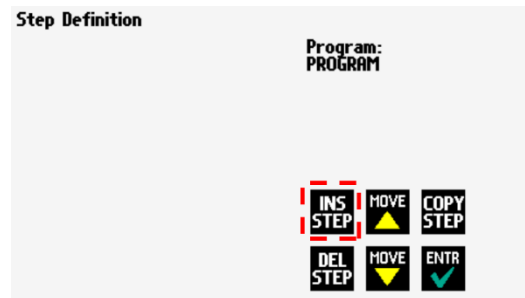 Step Definition
Program:
PROGRAM
INS STEP
MOVE
COPY STEP
DEL STEP
MOVE
ENTR